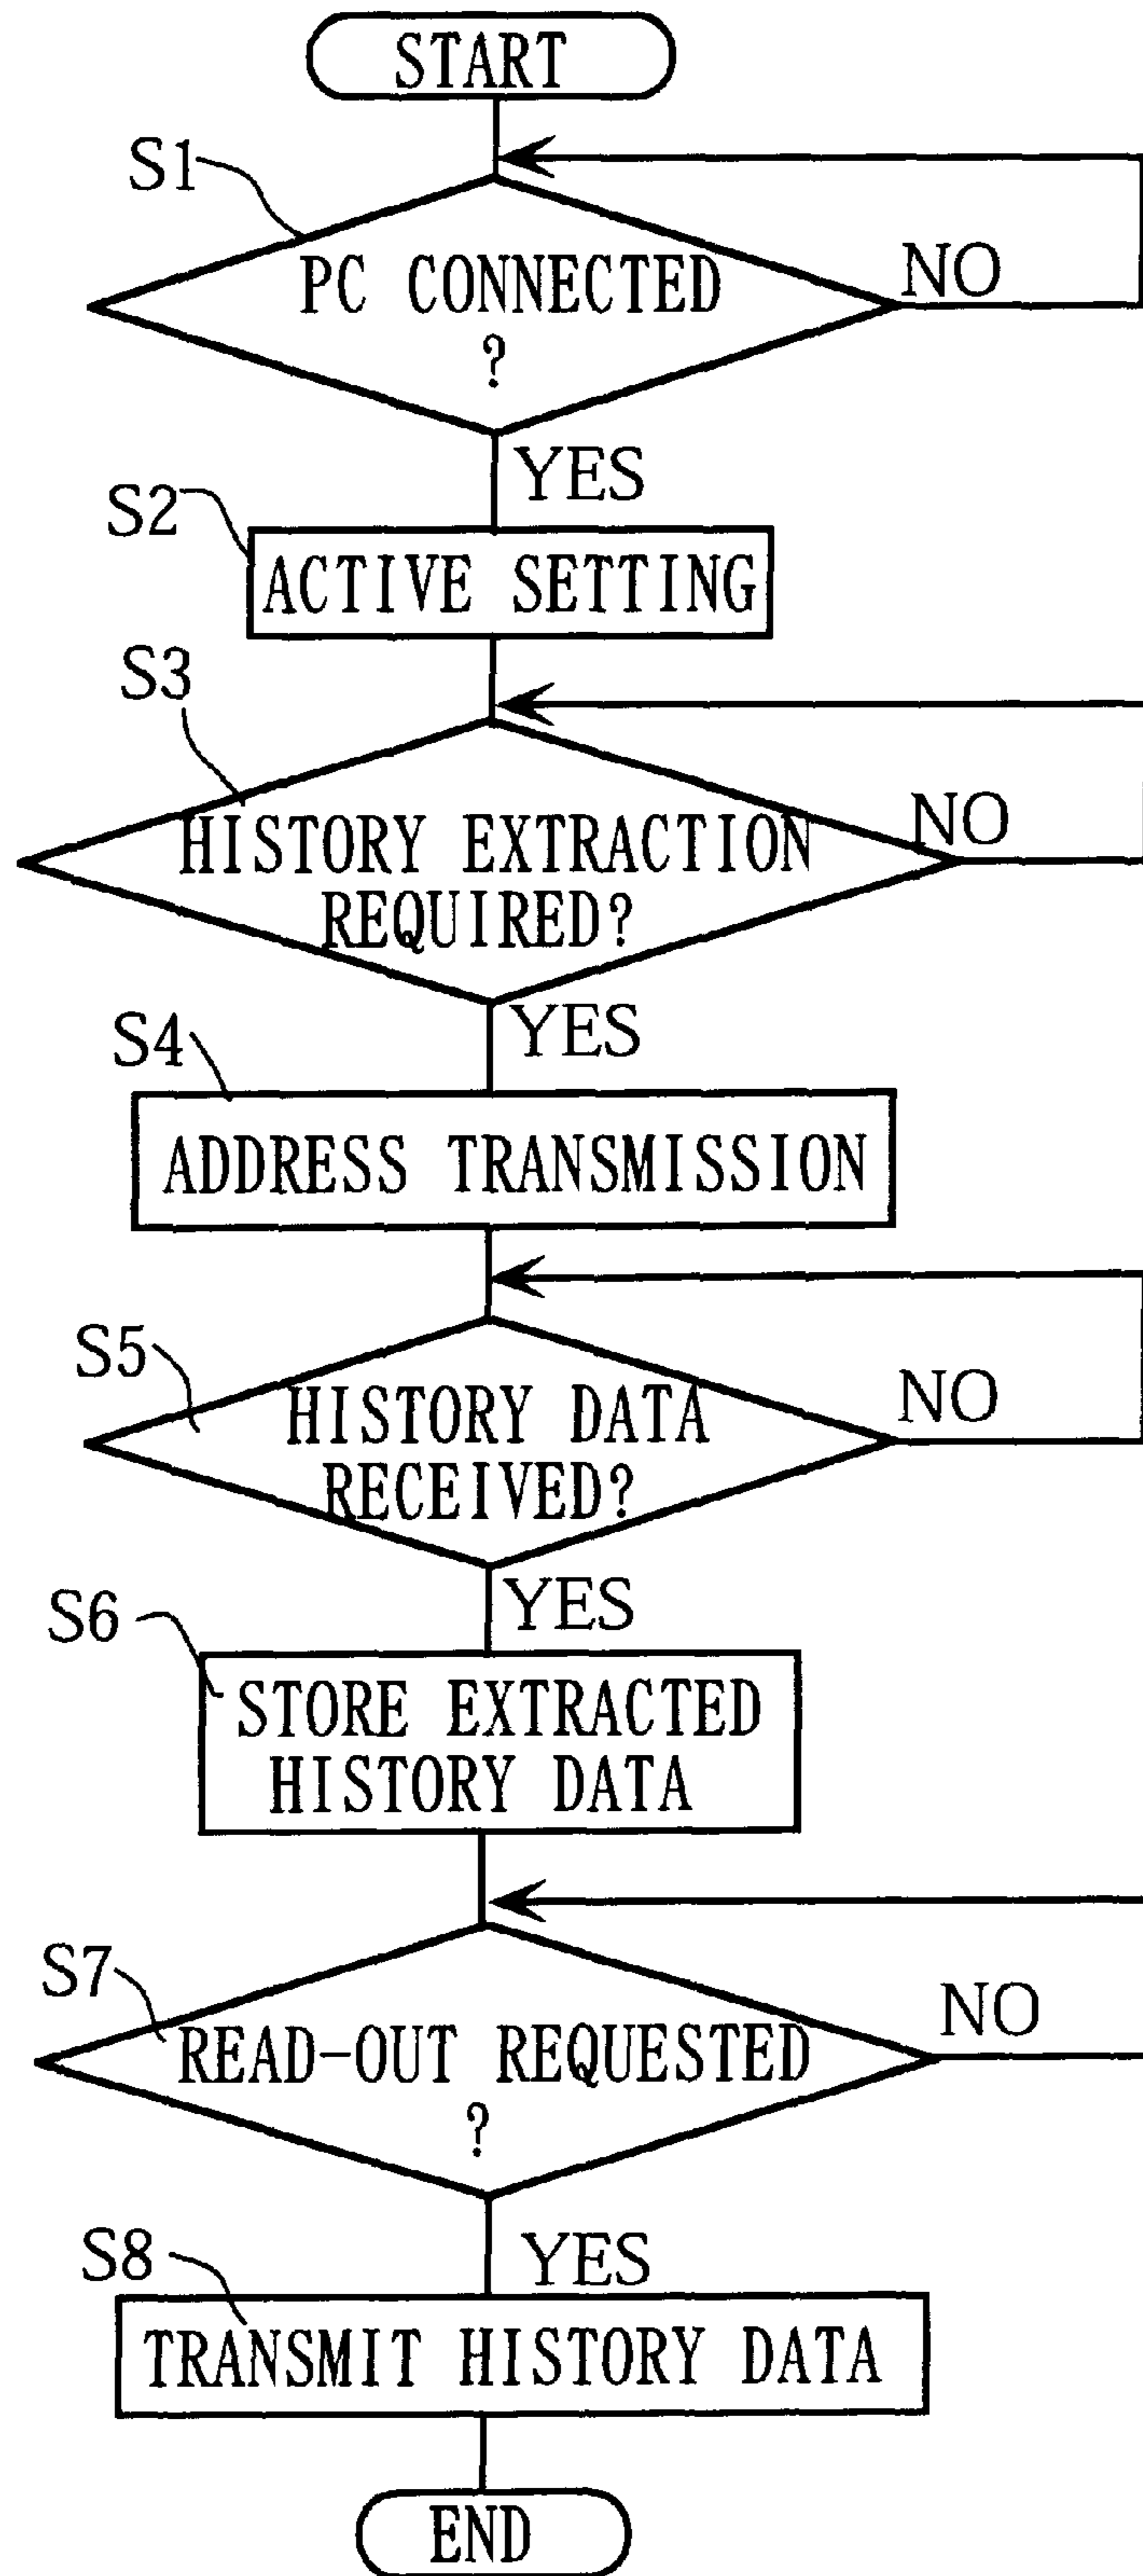 START
S1
PC CONNECTED
?
NO
YES
S2
ACTIVE SETTING
S3
HISTORY EXTRACTION
REQUIRED?
NO
YES
S4
ADDRESS TRANSMISSION
S5
HISTORY DATA
RECEIVED?
NO
YES
S6
STORE EXTRACTED
HISTORY DATA
S7
READ-OUT REQUESTED
?
NO
YES
S8
TRANSMIT HISTORY DATA
END